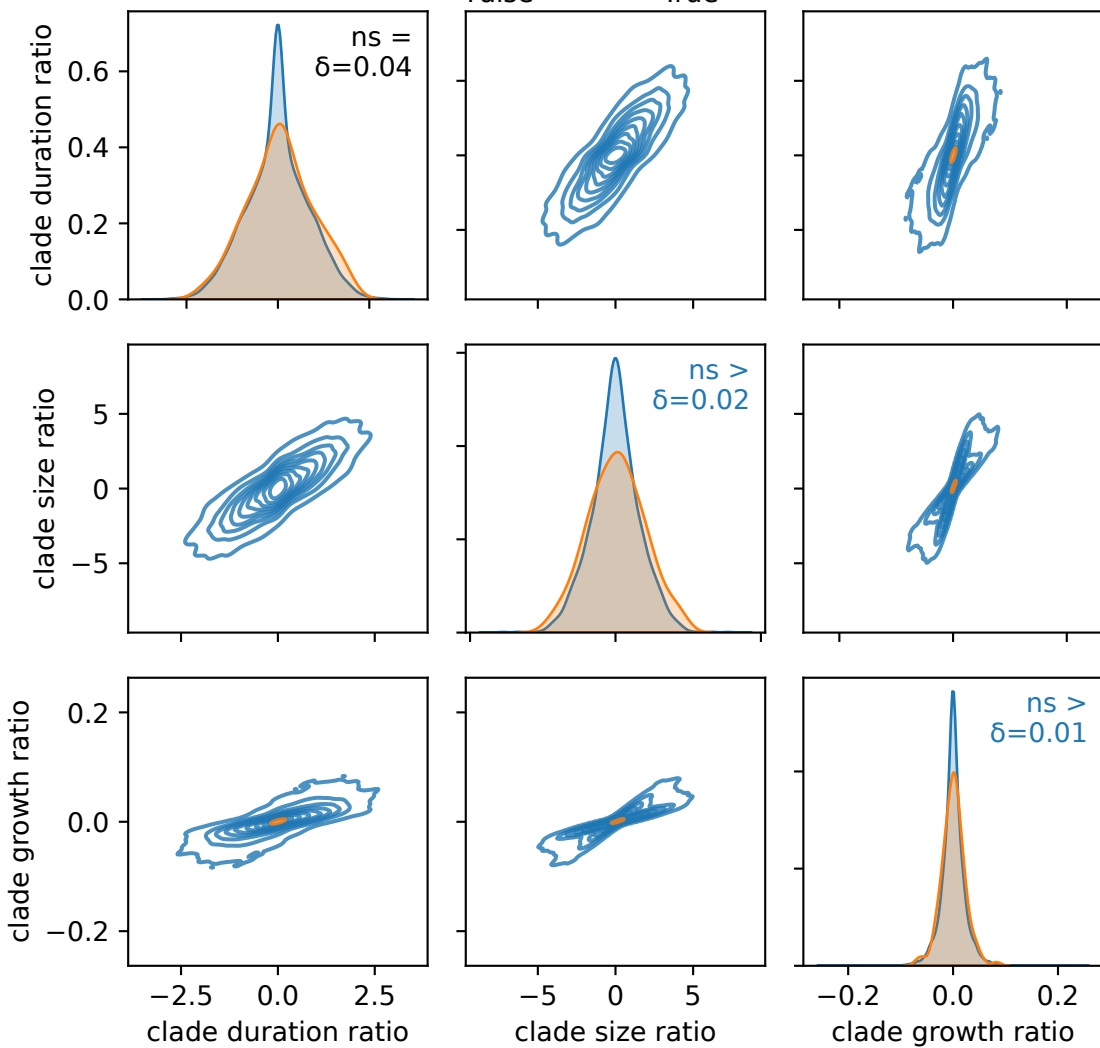 clade duration ratio
0.6
0.4
0.2
0.0
ns =
δ=0.04
clade size ratio
5
0
−5
ns >
δ=0.02
clade growth ratio
0.2
0.0
−0.2
ns >
δ=0.01
−2.5 0.0 2.5
−5 0 5
−0.2 0.0 0.2
clade duration ratio
clade size ratio
clade growth ratio